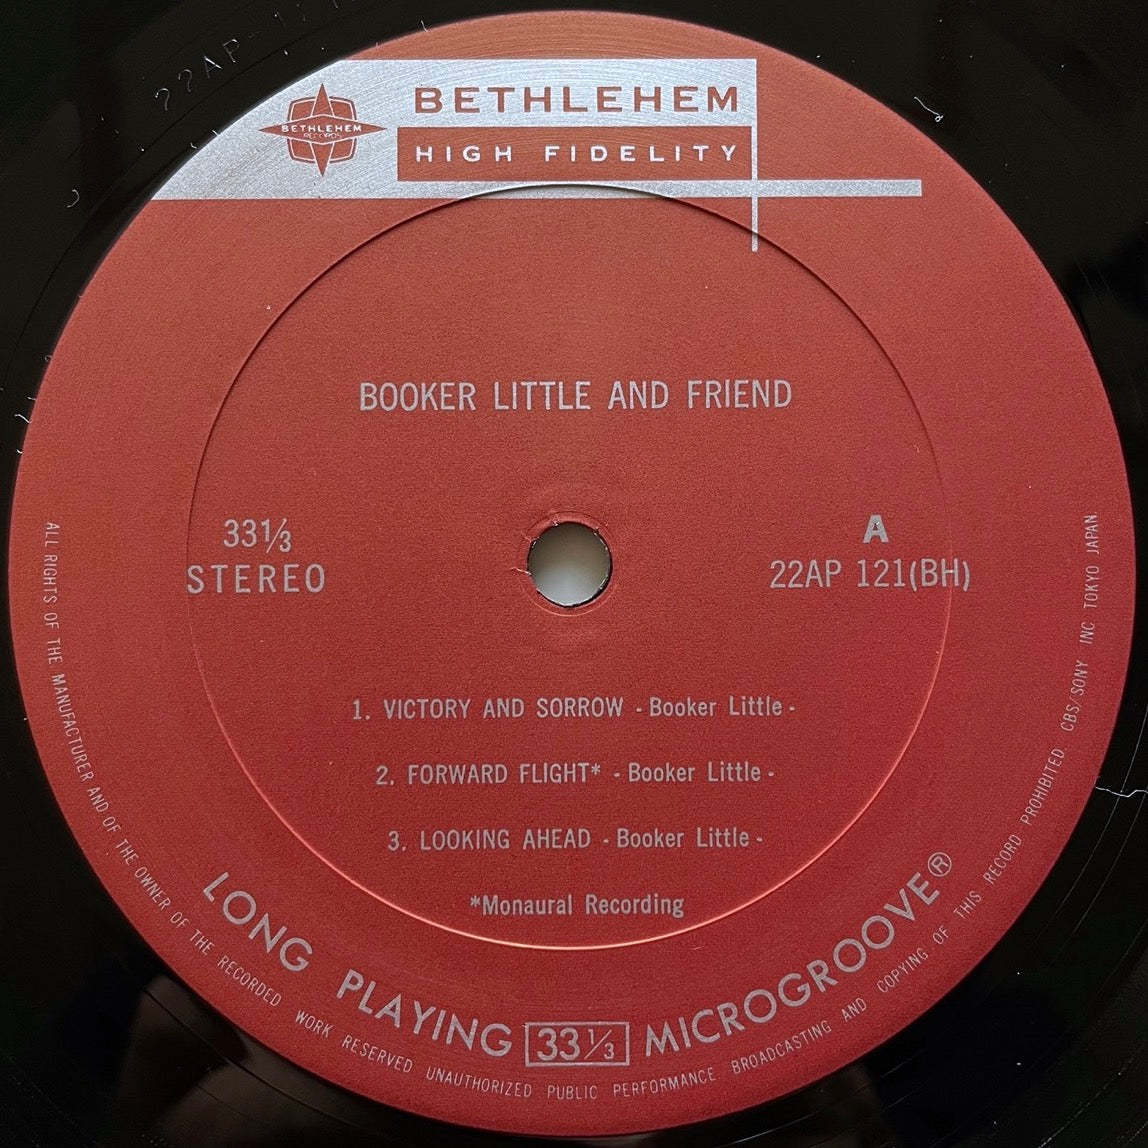 22AP
BETHLEHEM
RECORDS
BETHLEHEM
HIGH FIDELITY
BOOKER LITTLE AND FRIEND
33⅓
STEREO
A
22AP 121(BH)
1. VICTORY AND SORROW - Booker Little -
2. FORWARD FLIGHT* - Booker Little -
3. LOOKING AHEAD - Booker Little -
*Monaural Recording
LONG PLAYING 33⅓ MICROGROOVE®
ALL RIGHTS OF THE MANUFACTURER AND OF THE OWNER OF THE RECORDED WORK RESERVED UNAUTHORIZED PUBLIC PERFORMANCE BROADCASTING AND COPYING OF THIS RECORD PROHIBITED. CBS/SONY INC TOKYO JAPAN